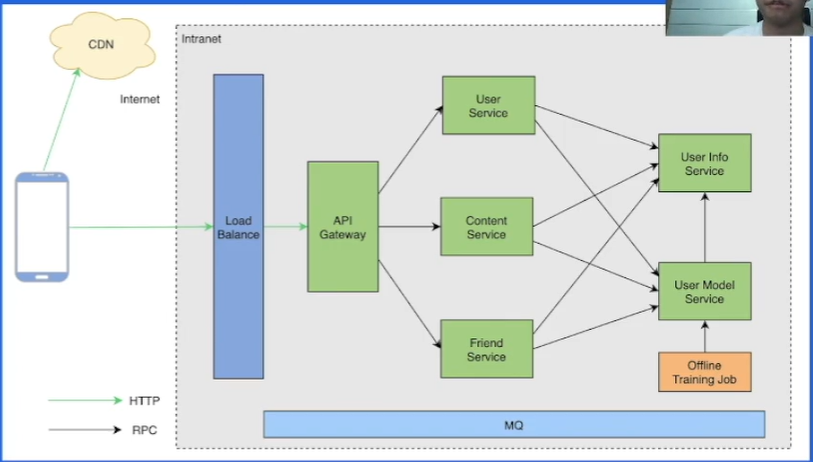 CDN
Internet
Intranet
Load
Balance
API
Gateway
User
Service
Content
Service
Friend
Service
User Info
Service
User Model
Service
Offline
Training Job
HTTP
RPC
MQ